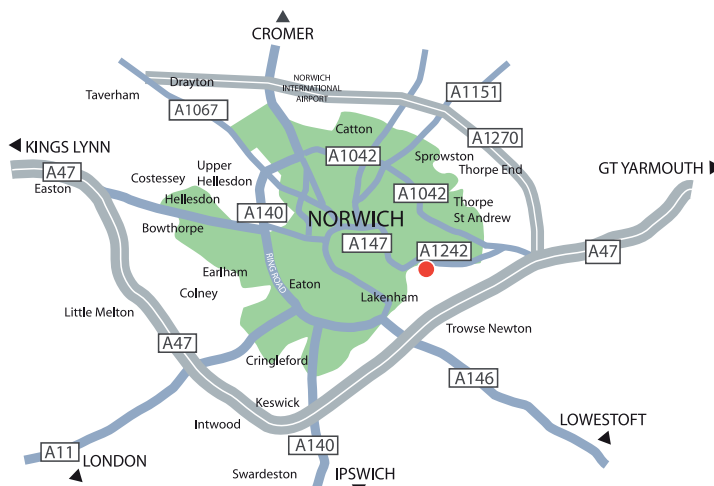 CROMER
NORWICH
INTERNATIONAL
AIRPORT
Drayton
Taverham
A1151
A1067
Catton
A1270
KINGS LYNN
A1042
Sprowston
Thorpe End
GT YARMOUTH
A47
Upper
Hellesdon
Costessey
Easton
Hellesdon
A1042
Thorpe
St Andrew
A140
NORWICH
Bowthorpe
A147
A1242
A47
RING ROAD
Earlham
Eaton
Colney
Lakenham
Little Melton
Trowse Newton
A47
Cringleford
A146
Keswick
Intwood
LOWESTOFT
A140
A11
LONDON
Swardeston
IPSWICH